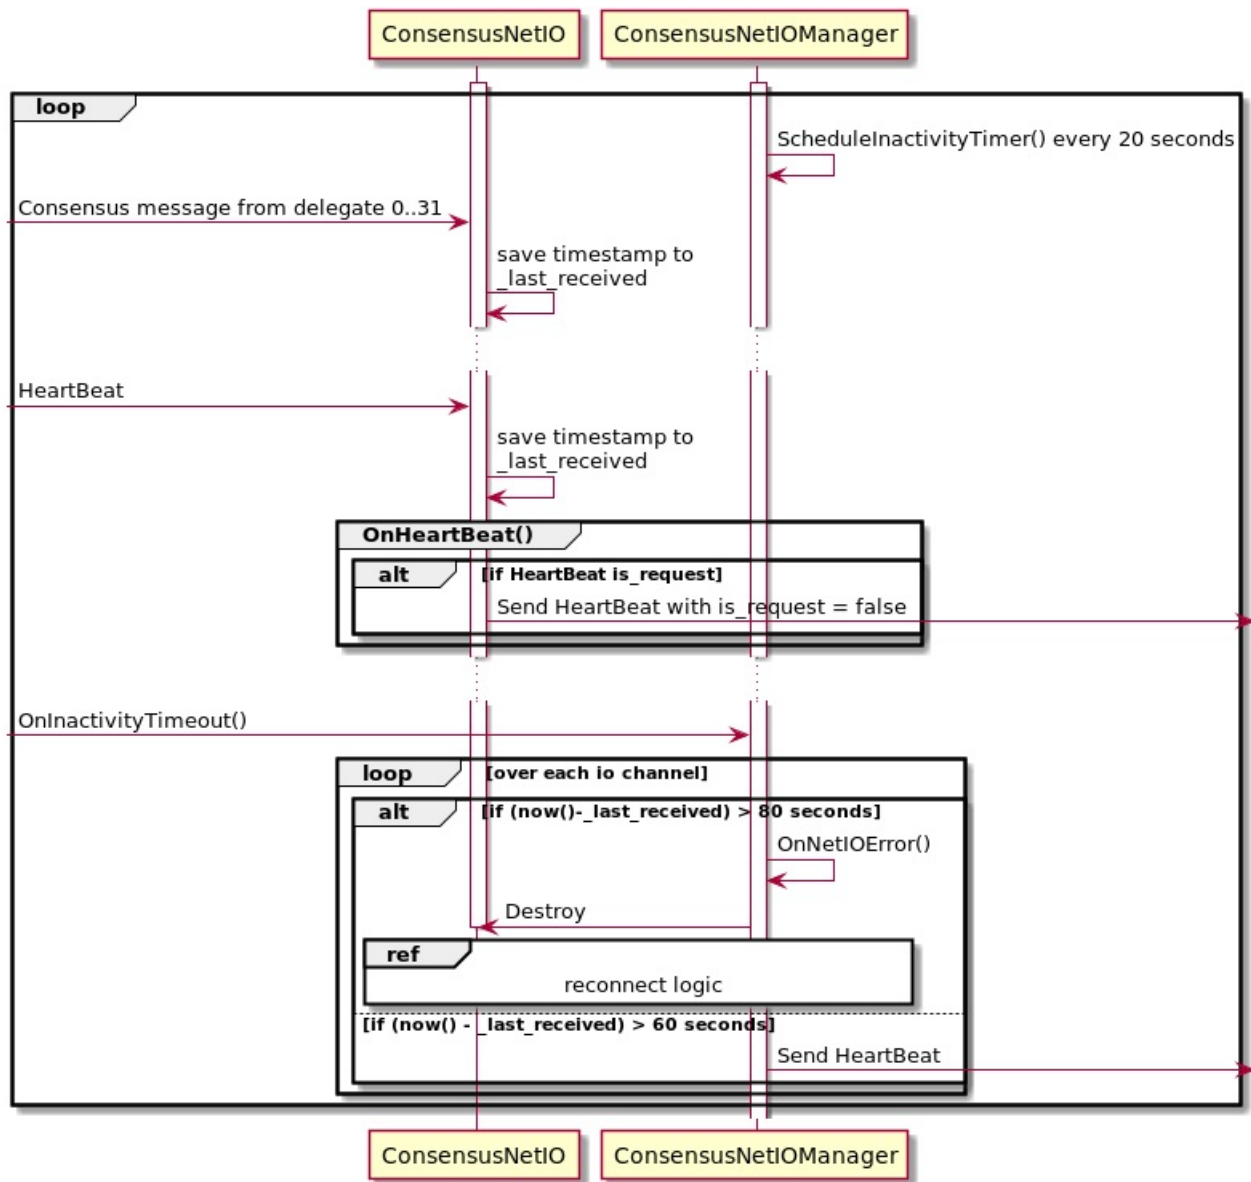 ConsensusNetIO
ConsensusNetIOManager
loop
ScheduleInactivityTimer() every 20 seconds
Consensus message from delegate 0..31
save timestamp to
_last_received
HeartBeat
save timestamp to
_last_received
OnHeartBeat()
alt
[if HeartBeat is_request]
Send HeartBeat with is_request = false
OnInactivityTimeout()
loop
[over each io channel]
alt
[if (now()-_last_received) > 80 seconds]
OnNetIOError()
Destroy
ref
reconnect logic
[if (now() - _last_received) > 60 seconds]
Send HeartBeat
ConsensusNetIO
ConsensusNetIOManager